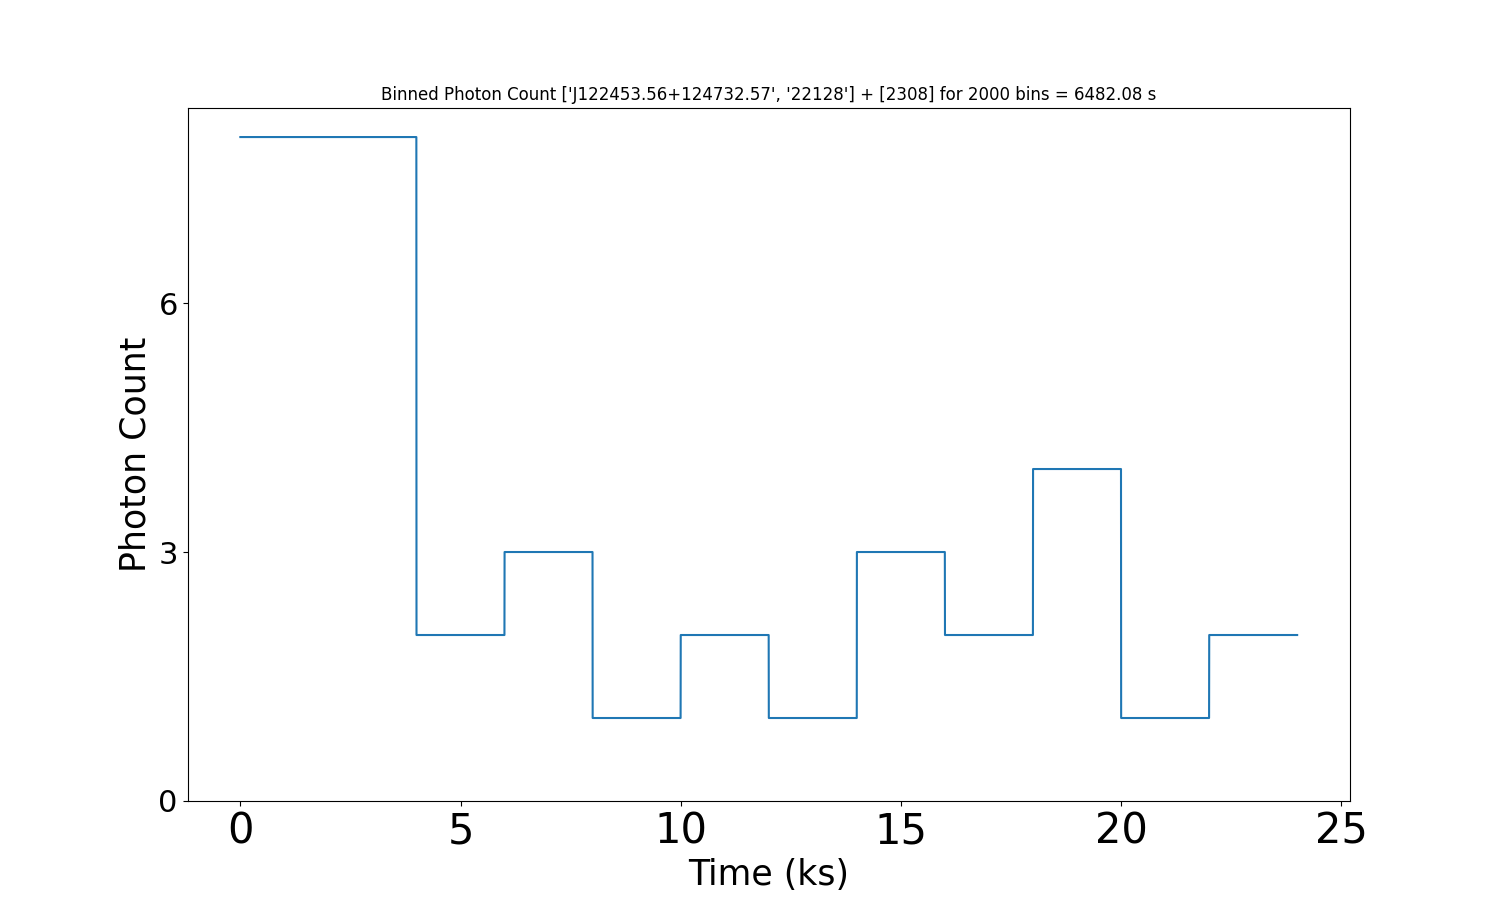 Binned Photon Count ['J122453.56+124732.57', '22128'] + [2308] for 2000 bins = 6482.08 s
6
3
0
Photon Count
0 5 10 15 20 25
Time (ks)